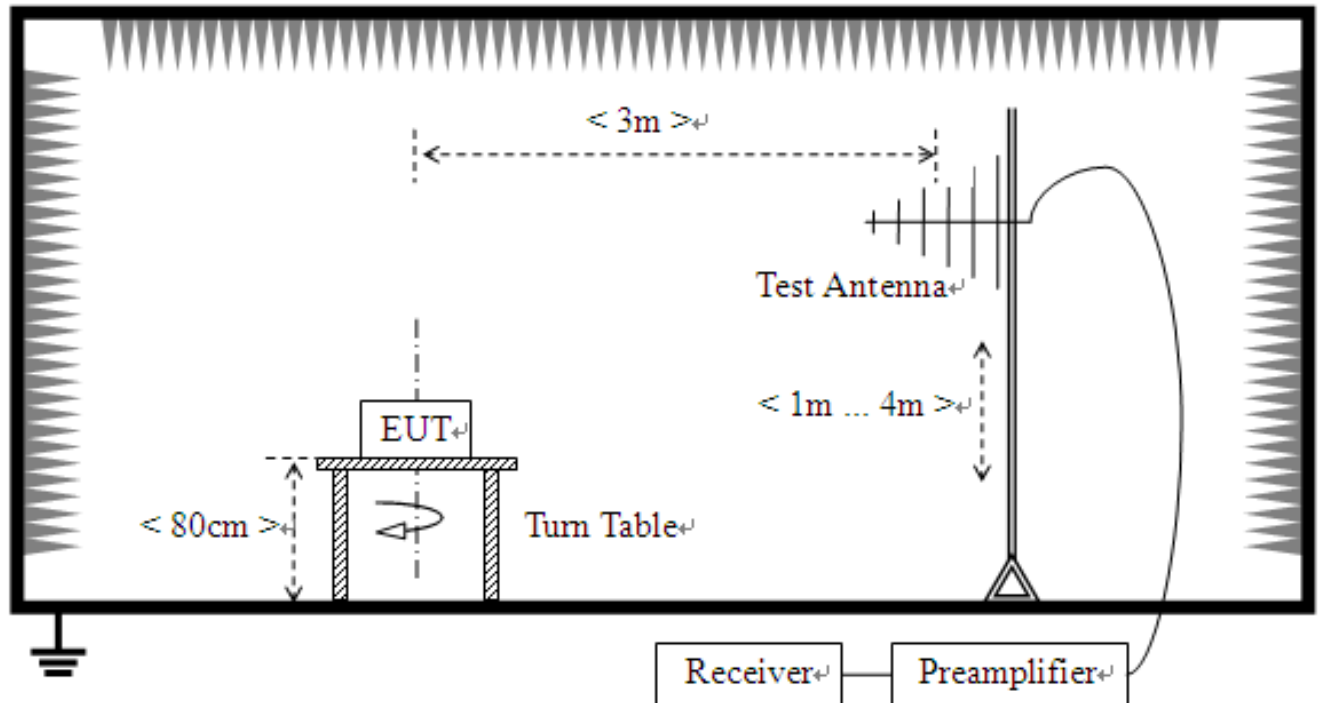 < 3m >
Test Antenna
< 1m ... 4m >
EUT
< 80cm >
Turn Table
Receiver
Preamplifier